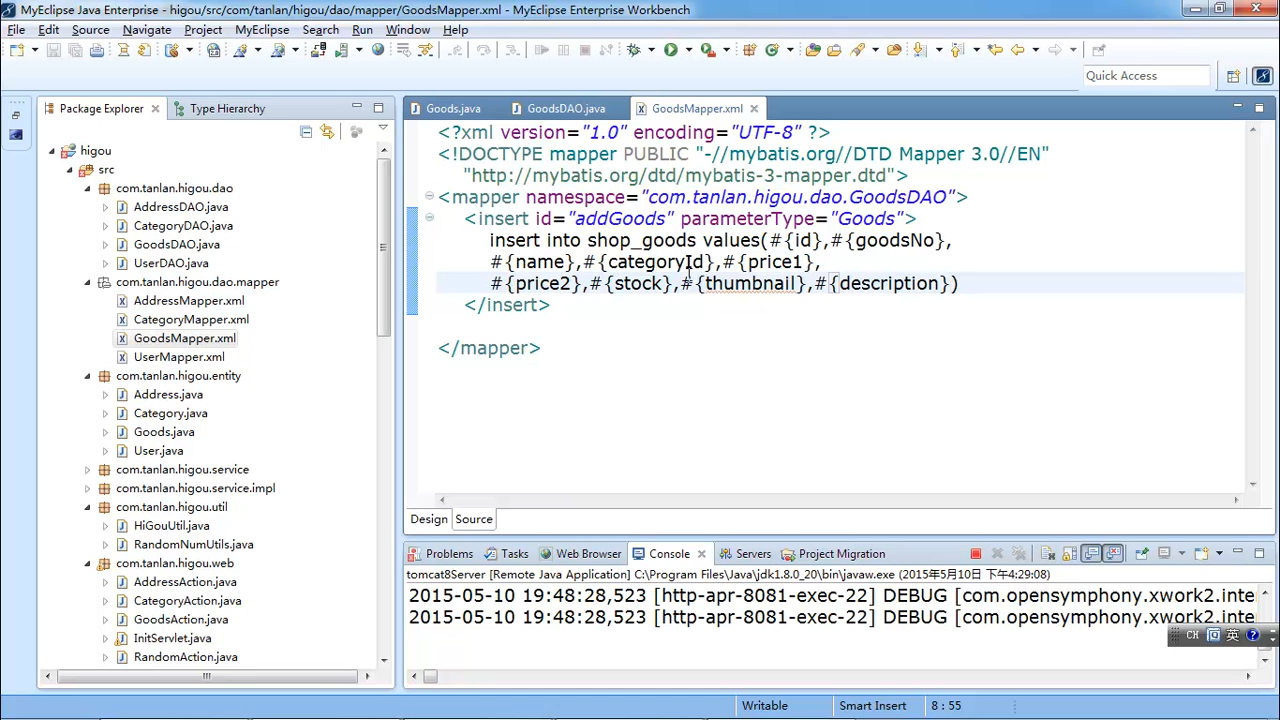 MyEclipse Java Enterprise - higou/src/com/tanlan/higou/dao/mapper/GoodsMapper.xml - MyEclipse Enterprise Workbench
File Edit Source Navigate Project MyEclipse Search Run Window Help
Quick Access
Package Explorer
Type Hierarchy
higou
src
com.tanlan.higou.dao
AddressDAO.java
CategoryDAO.java
GoodsDAO.java
UserDAO.java
com.tanlan.higou.dao.mapper
AddressMapper.xml
CategoryMapper.xml
GoodsMapper.xml
UserMapper.xml
com.tanlan.higou.entity
Address.java
Category.java
Goods.java
User.java
com.tanlan.higou.service
com.tanlan.higou.service.impl
com.tanlan.higou.util
HiGouUtil.java
RandomNumUtils.java
com.tanlan.higou.web
AddressAction.java
CategoryAction.java
GoodsAction.java
InitServlet.java
RandomAction.java
Goods.java GoodsDAO.java GoodsMapper.xml
<?xml version="1.0" encoding="UTF-8" ?>
<!DOCTYPE mapper PUBLIC "-//mybatis.org//DTD Mapper 3.0//EN"
"http://mybatis.org/dtd/mybatis-3-mapper.dtd">
<mapper namespace="com.tanlan.higou.dao.GoodsDAO">
<insert id="addGoods" parameterType="Goods">
insert into shop_goods values(#{id},#{goodsNo},
#{name},#{categoryId},#{price1},
#{price2},#{stock},#{thumbnail},#{description})
</insert>
</mapper>
Design Source
Problems Tasks Web Browser Console Servers Project Migration
tomcat8Server [Remote Java Application] C:\Program Files\Java\jdk1.8.0_20\bin\javaw.exe (2015年5月10日 下午4:29:08)
2015-05-10 19:48:28,523 [http-apr-8081-exec-22] DEBUG [com.opensymphony.xwork2.inte
2015-05-10 19:48:28,523 [http-apr-8081-exec-22] DEBUG [com.opensymphony.xwork2.inte
CH 英
Writable Smart Insert 8 : 55